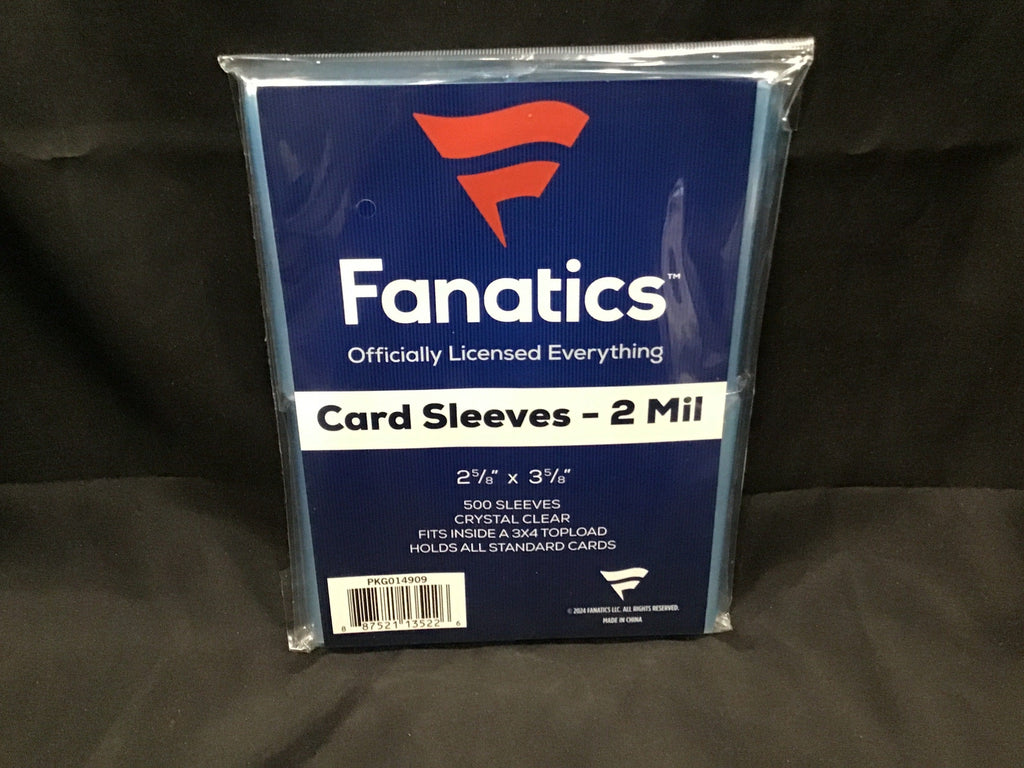 Fanatics™
Officially Licensed Everything
Card Sleeves - 2 Mil
2⅝" x 3⅝"
500 SLEEVES
CRYSTAL CLEAR
FITS INSIDE A 3X4 TOPLOAD
HOLDS ALL STANDARD CARDS
PKG014909
8 87521 13522 6
© 2024 FANATICS LLC. ALL RIGHTS RESERVED.
MADE IN CHINA